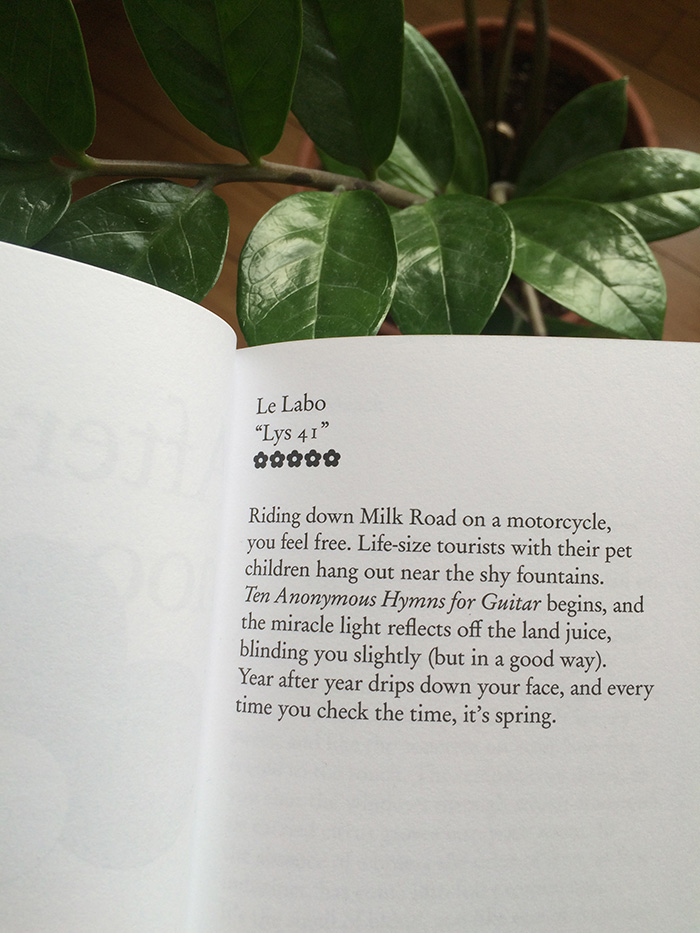 Le Labo
“Lys 41”
Riding down Milk Road on a motorcycle,
you feel free. Life-size tourists with their pet
children hang out near the shy fountains.
Ten Anonymous Hymns for Guitar begins, and
the miracle light reflects off the land juice,
blinding you slightly (but in a good way).
Year after year drips down your face, and every
time you check the time, it’s spring.